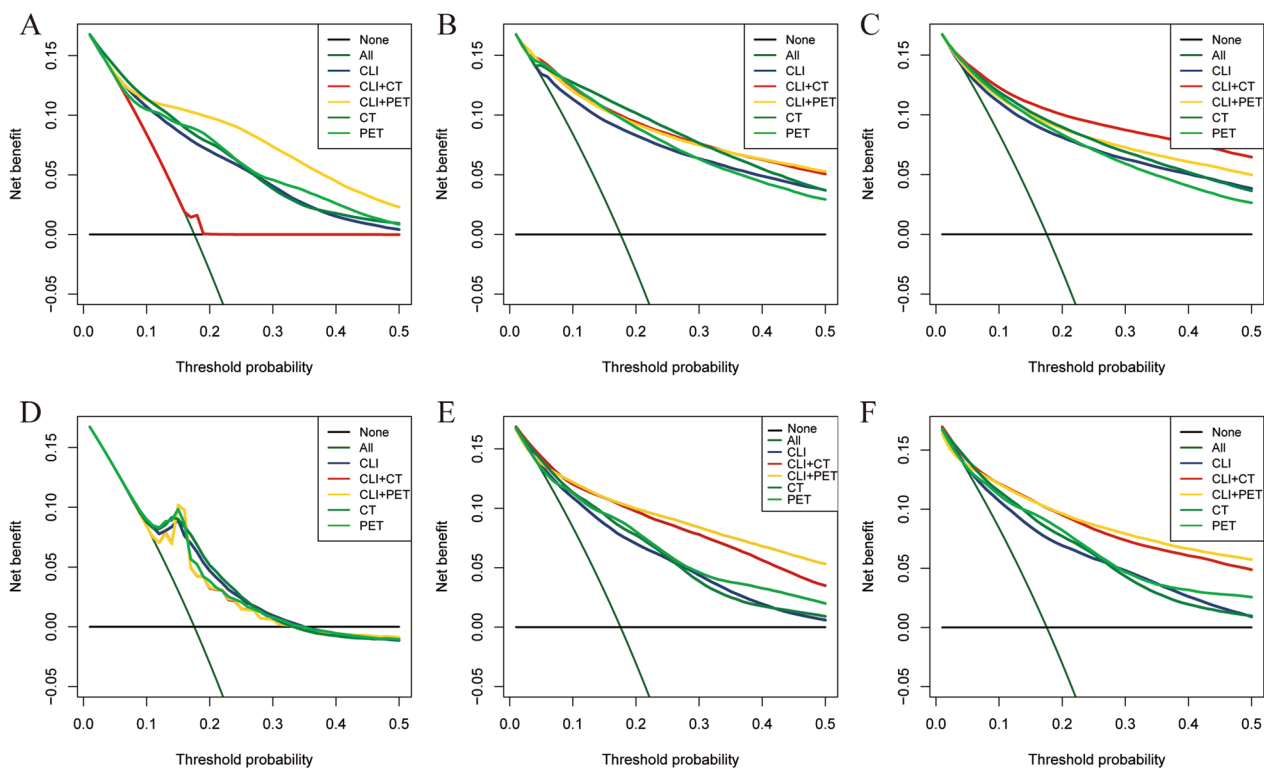 A
Net benefit
0.15
0.10
0.05
0.00
−0.05
None
All
CLI
CLI+CT
CLI+PET
CT
PET
0.0 0.1 0.2 0.3 0.4 0.5
Threshold probability
B
Net benefit
0.15
0.10
0.05
0.00
−0.05
None
All
CLI
CLI+CT
CLI+PET
CT
PET
0.0 0.1 0.2 0.3 0.4 0.5
Threshold probability
C
Net benefit
0.15
0.10
0.05
0.00
−0.05
None
All
CLI
CLI+CT
CLI+PET
CT
PET
0.0 0.1 0.2 0.3 0.4 0.5
Threshold probability
D
Net benefit
0.15
0.10
0.05
0.00
−0.05
None
All
CLI
CLI+CT
CLI+PET
CT
PET
0.0 0.1 0.2 0.3 0.4 0.5
Threshold probability
E
Net benefit
0.15
0.10
0.05
0.00
−0.05
None
All
CLI
CLI+CT
CLI+PET
CT
PET
0.0 0.1 0.2 0.3 0.4 0.5
Threshold probability
F
Net benefit
0.15
0.10
0.05
0.00
−0.05
None
All
CLI
CLI+CT
CLI+PET
CT
PET
0.0 0.1 0.2 0.3 0.4 0.5
Threshold probability